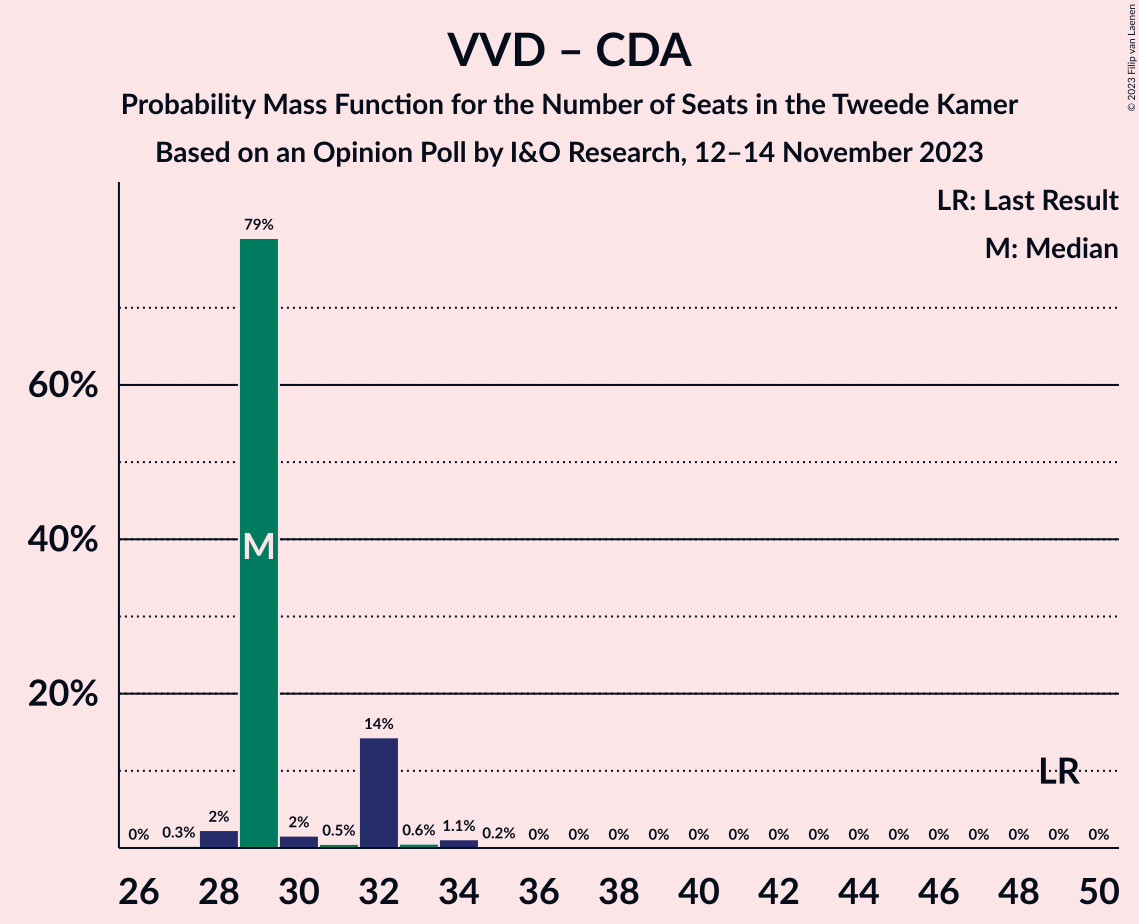 VVD – CDA
Probability Mass Function for the Number of Seats in the Tweede Kamer
Based on an Opinion Poll by I&O Research, 12–14 November 2023
© 2023 Filip van Laenen
LR: Last Result
M: Median
60%
40%
20%
79%
M
LR
0% 0.3% 2% 2% 0.5% 14% 0.6% 1.1% 0.2% 0% 0% 0% 0% 0% 0% 0% 0% 0% 0% 0% 0% 0% 0% 0%
26 28 30 32 34 36 38 40 42 44 46 48 50